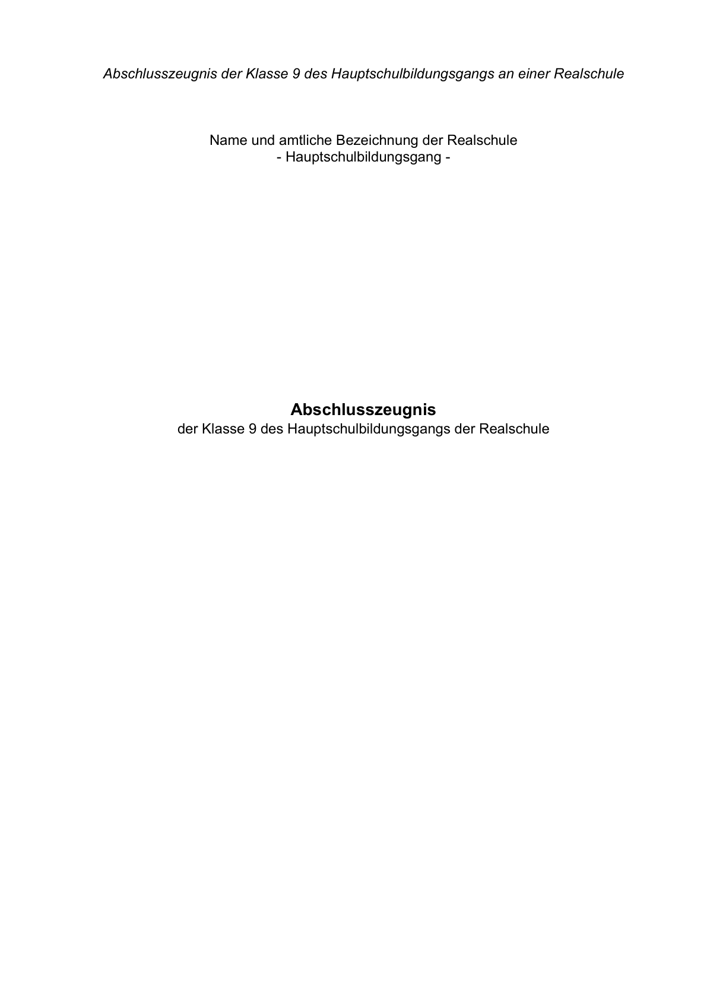 Abschlusszeugnis der Klasse 9 des Hauptschulbildungsgangs an einer Realschule
Name und amtliche Bezeichnung der Realschule
- Hauptschulbildungsgang -
Abschlusszeugnis
der Klasse 9 des Hauptschulbildungsgangs der Realschule